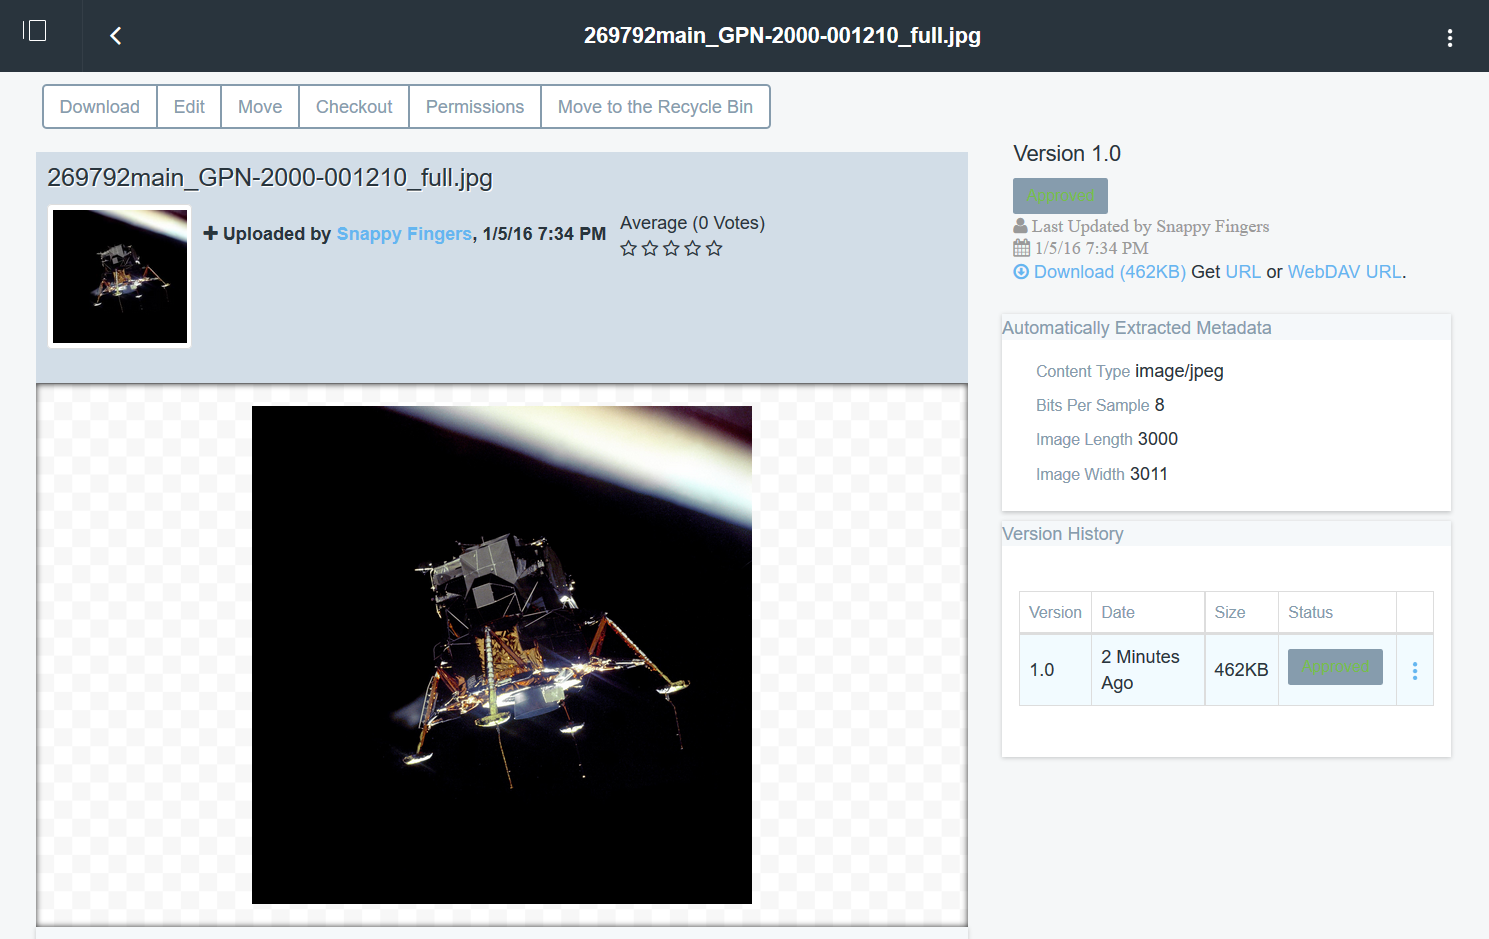 269792main_GPN-2000-001210_full.jpg
Download Edit Move Checkout Permissions Move to the Recycle Bin
269792main_GPN-2000-001210_full.jpg
Uploaded by Snappy Fingers, 1/5/16 7:34 PM
Average (0 Votes)
Version 1.0
Approved
Last Updated by Snappy Fingers
1/5/16 7:34 PM
Download (462KB) Get URL or WebDAV URL.
Automatically Extracted Metadata
Content Type image/jpeg
Bits Per Sample 8
Image Length 3000
Image Width 3011
Version History
Version Date Size Status
1.0 2 Minutes Ago 462KB Approved